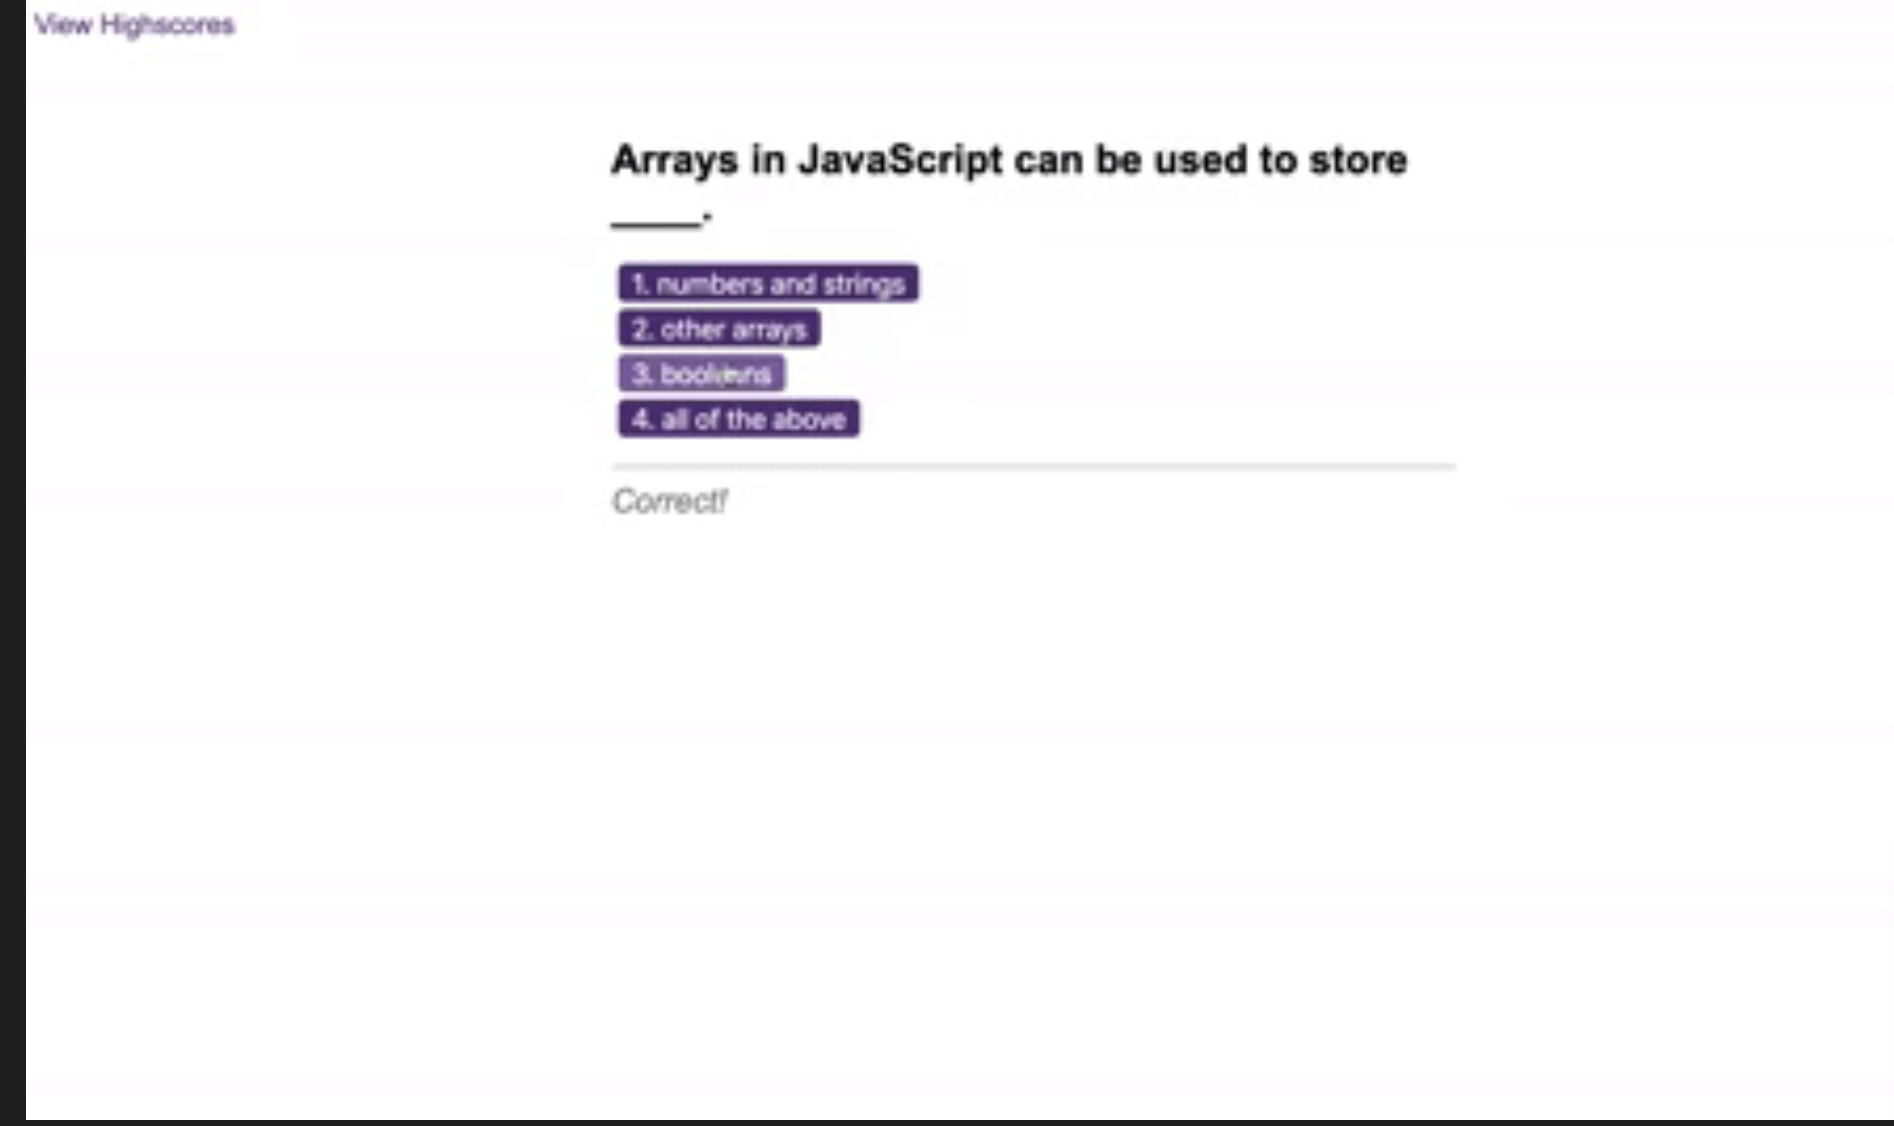 View Highscores
Arrays in JavaScript can be used to store
_____.
1. numbers and strings
2. other arrays
3. booleans
4. all of the above
Correct!